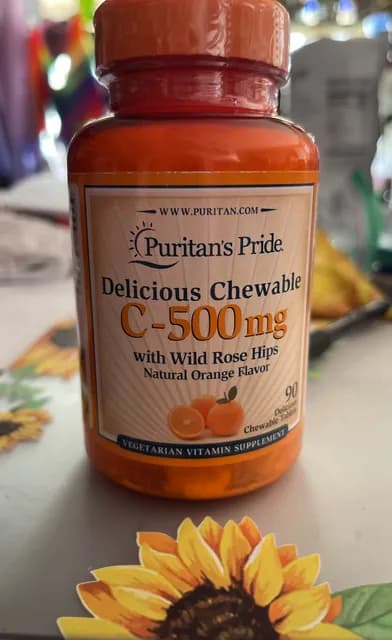 WWW.PURITAN.COM
Puritan's Pride.
Delicious Chewable
C-500mg
with Wild Rose Hips
Natural Orange Flavor
90
Delicious
Chewable Tablets
VEGETARIAN VITAMIN SUPPLEMENT